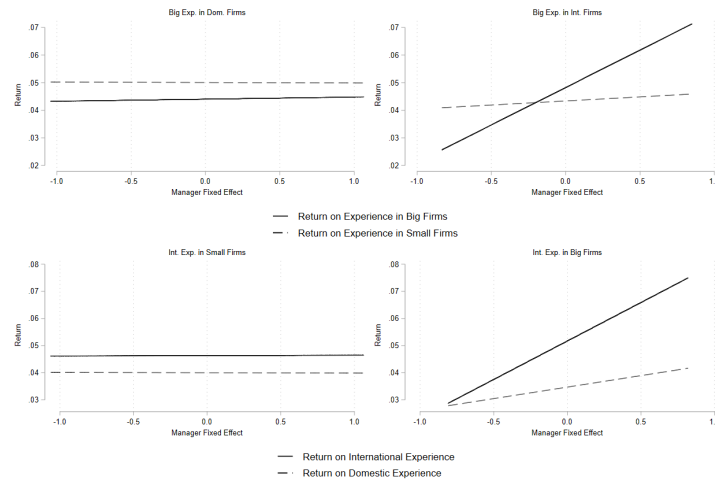 Big Exp. in Dom. Firms
Return
.07
.06
.05
.04
.03
.02
-1.0
-0.5
0.0
0.5
1.0
Manager Fixed Effect
Big Exp. in Int. Firms
Return
.07
.06
.05
.04
.03
.02
-1.0
-0.5
0.0
0.5
1.
Manager Fixed Effect
Return on Experience in Big Firms
Return on Experience in Small Firms
Int. Exp. in Small Firms
Return
.08
.07
.06
.05
.04
.03
-1.0
-0.5
0.0
0.5
1.0
Manager Fixed Effect
Int. Exp. in Big Firms
Return
.08
.07
.06
.05
.04
.03
-1.0
-0.5
0.0
0.5
1.
Manager Fixed Effect
Return on International Experience
Return on Domestic Experience